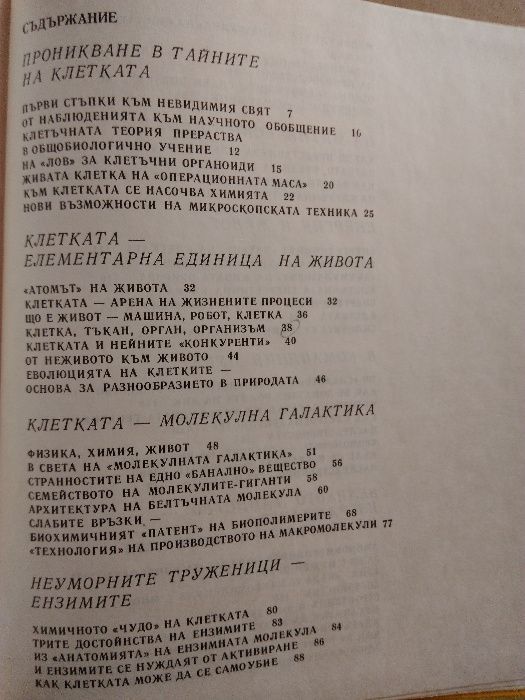 СЪДЪРЖАНИЕ
ПРОНИКВАНЕ В ТАЙНИТЕ
НА КЛЕТКАТА
ПЪРВИ СТЪПКИ КЪМ НЕВИДИМИЯ СВЯТ 7
ОТ НАБЛЮДЕНИЯТА КЪМ НАУЧНОТО ОБОБЩЕНИЕ 10
КЛЕТЪЧНАТА ТЕОРИЯ ПРЕРАСТВА
В ОБЩОБИОЛОГИЧНО УЧЕНИЕ 12
НА «ЛОВ» ЗА КЛЕТЪЧНИ ОРГАНОИДИ 15
ЖИВАТА КЛЕТКА НА «ОПЕРАЦИОННАТА МАСА» 20
КЪМ КЛЕТКАТА СЕ НАСОЧВА ХИМИЯТА 22
НОВИ ВЪЗМОЖНОСТИ НА МИКРОСКОПСКАТА ТЕХНИКА 25
КЛЕТКАТА —
ЕЛЕМЕНТАРНА ЕДИНИЦА НА ЖИВОТА
«АТОМЪТ» НА ЖИВОТА 32
КЛЕТКАТА — АРЕНА НА ЖИЗНЕНИТЕ ПРОЦЕСИ 32
ЩО Е ЖИВОТ — МАШИНА, РОБОТ, КЛЕТКА 36
КЛЕТКА, ТЪКАН, ОРГАН, ОРГАНИЗЪМ 38
КЛЕТКАТА И НЕЙНИТЕ «КОНКУРЕНТИ» 40
ОТ НЕЖИВОТО КЪМ ЖИВОТО 44
ЕВОЛЮЦИЯТА НА КЛЕТКИТЕ —
ОСНОВА ЗА РАЗНООБРАЗИЕТО В ПРИРОДАТА 46
КЛЕТКАТА — МОЛЕКУЛНА ГАЛАКТИКА
ФИЗИКА, ХИМИЯ, ЖИВОТ 48
В СВЕТА НА «МОЛЕКУЛНАТА ГАЛАКТИКА» 51
СТРАННОСТИТЕ НА ЕДНО «БАНАЛНО» ВЕЩЕСТВО 56
СЕМЕЙСТВОТО НА МОЛЕКУЛИТЕ-ГИГАНТИ 58
АРХИТЕКТУРА НА БЕЛТЪЧНАТА МОЛЕКУЛА 60
СЛАБИТЕ ВРЪЗКИ —
БИОХИМИЧНИЯТ «ПАТЕНТ» НА БИОПОЛИМЕРИТЕ 68
«ТЕХНОЛОГИЯ» НА ПРОИЗВОДСТВОТО НА МАКРОМОЛЕКУЛИ 77
НЕУМОРНИТЕ ТРУЖЕНИЦИ —
ЕНЗИМИТЕ
ХИМИЧНОТО «ЧУДО» НА КЛЕТКАТА 80
ТРИТЕ ДОСТОЙНСТВА НА ЕНЗИМИТЕ 83
ИЗ «АНАТОМИЯТА» НА ЕНЗИМНАТА МОЛЕКУЛА 84
И ЕНЗИМИТЕ СЕ НУЖДАЯТ ОТ АКТИВИРАНЕ 86
КАК КЛЕТКАТА МОЖЕ ДА СЕ САМОУБИЕ 88